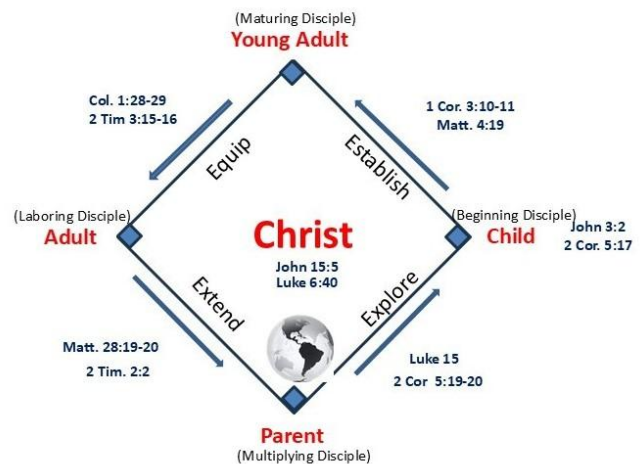 (Maturing Disciple)
Young Adult
Col. 1:28-29
2 Tim 3:15-16
1 Cor. 3:10-11
Matt. 4:19
Equip
Establish
(Laboring Disciple)
Adult
Christ
John 15:5
Luke 6:40
(Beginning Disciple)
Child
John 3:2
2 Cor. 5:17
Extend
Explore
Matt. 28:19-20
2 Tim. 2:2
Luke 15
2 Cor 5:19-20
Parent
(Multiplying Disciple)